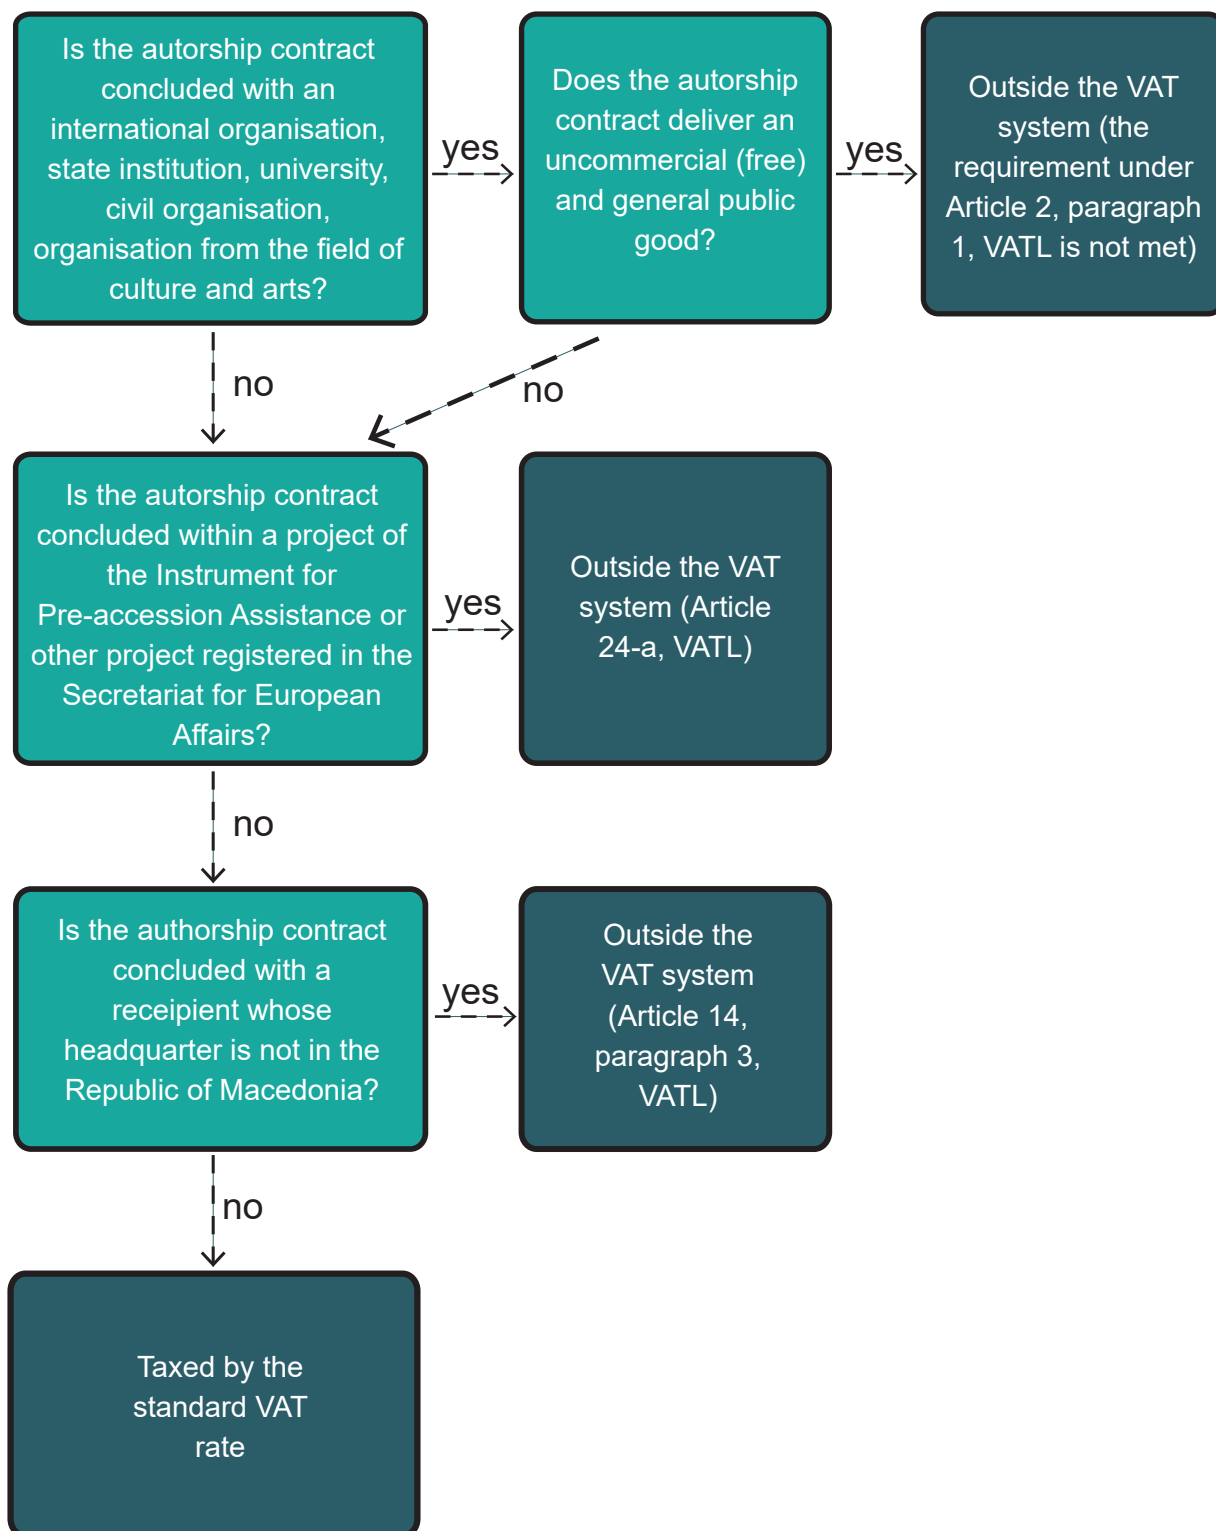 Is the autorship contract
concluded with an
international organisation,
state institution, university,
civil organisation,
organisation from the field of
culture and arts?
yes
Does the autorship
contract deliver an
uncommercial (free)
and general public
good?
yes
Outside the VAT
system (the
requirement under
Article 2, paragraph
1, VATL is not met)
no
no
Is the autorship contract
concluded within a project of
the Instrument for
Pre-accession Assistance or
other project registered in the
Secretariat for European
Affairs?
yes
Outside the VAT
system (Article
24-a, VATL)
no
Is the authorship contract
concluded with a
receipient whose
headquarter is not in the
Republic of Macedonia?
yes
Outside the
VAT system
(Article 14,
paragraph 3,
VATL)
no
Taxed by the
standard VAT
rate